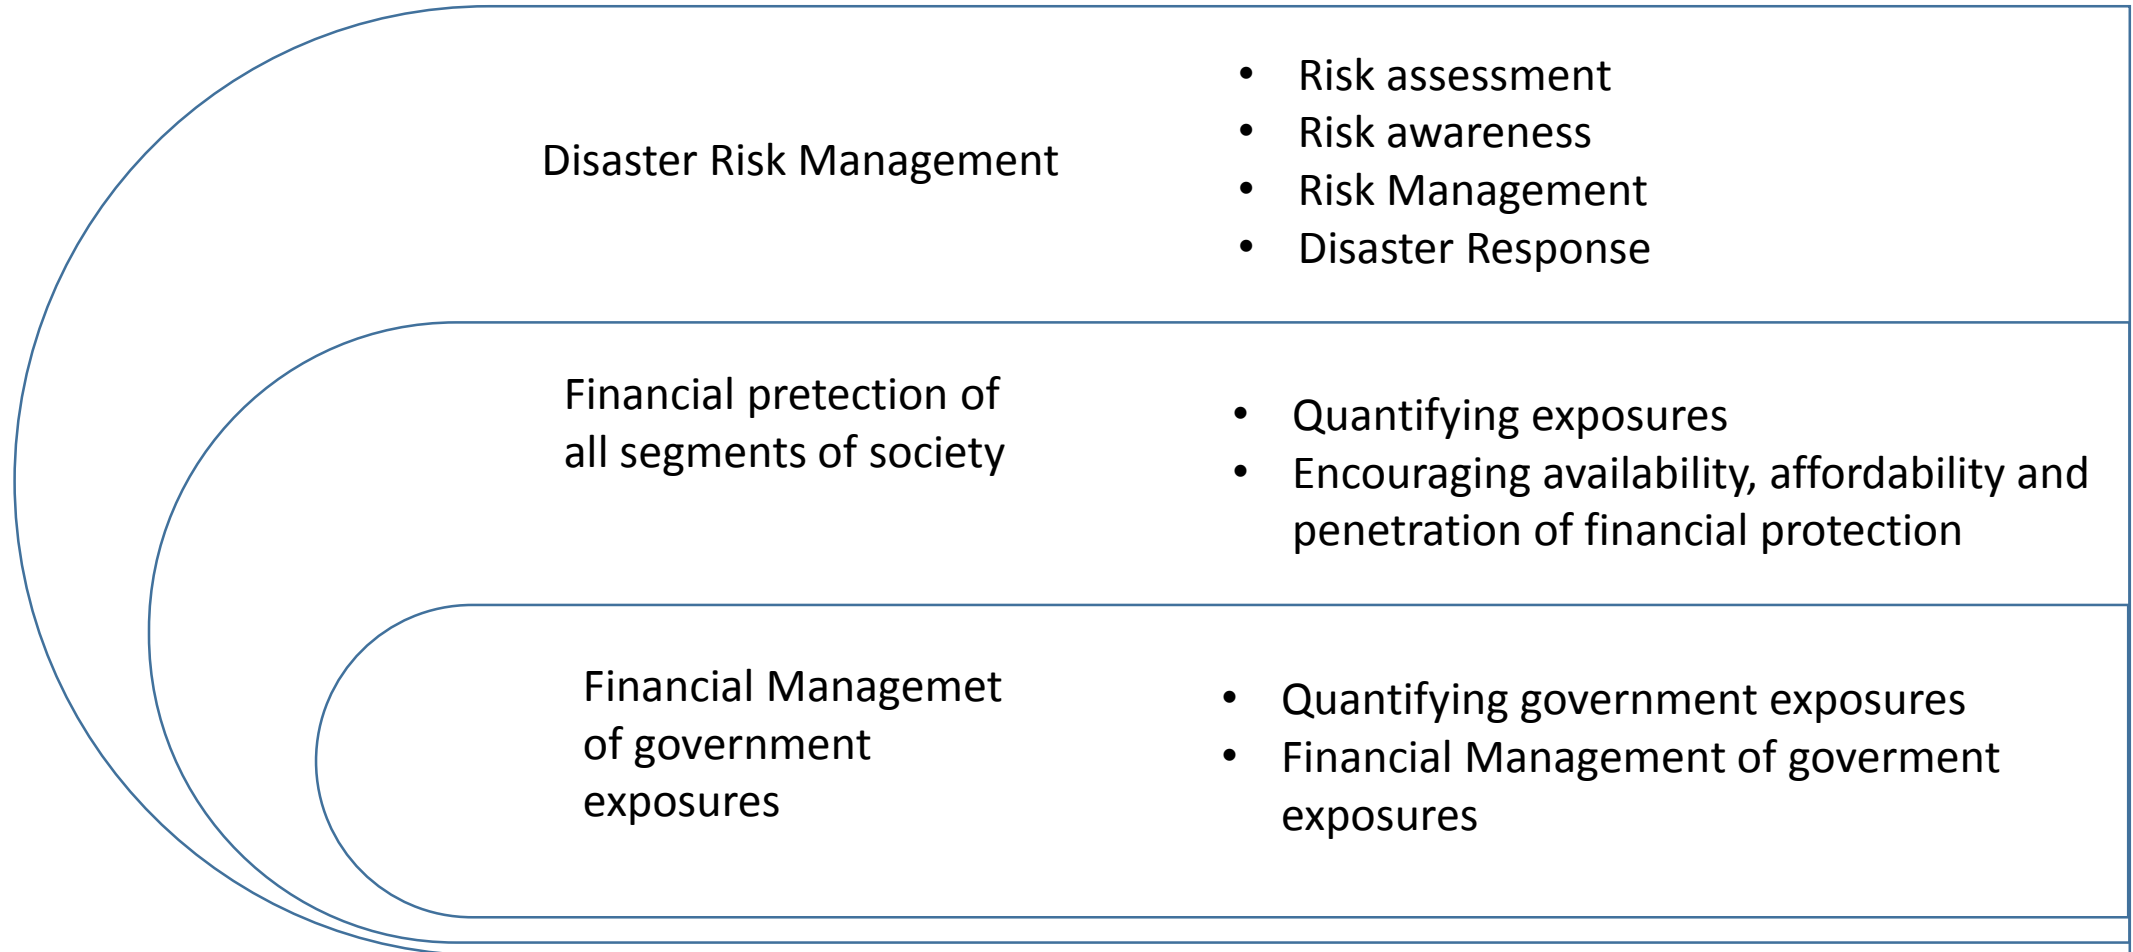 Disaster Risk Management
• Risk assessment
• Risk awareness
• Risk Management
• Disaster Response
Financial pretection of
all segments of society
• Quantifying exposures
• Encouraging availability, affordability and
penetration of financial protection
Financial Managemet
of government
exposures
• Quantifying government exposures
• Financial Management of goverment
exposures